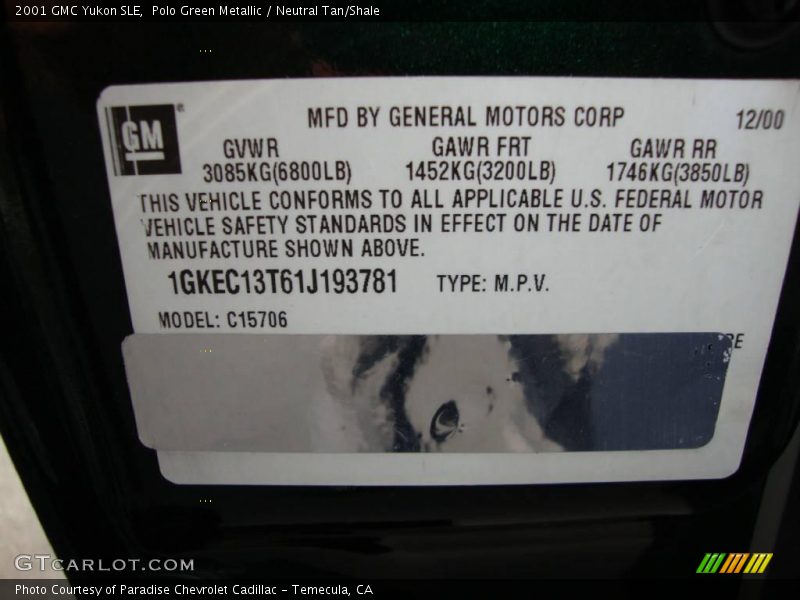 2001 GMC Yukon SLE, Polo Green Metallic / Neutral Tan/Shale
GM ®
MFD BY GENERAL MOTORS CORP 12/00
GVWR GAWR FRT GAWR RR
3085KG(6800LB) 1452KG(3200LB) 1746KG(3850LB)
THIS VEHICLE CONFORMS TO ALL APPLICABLE U.S. FEDERAL MOTOR
VEHICLE SAFETY STANDARDS IN EFFECT ON THE DATE OF
MANUFACTURE SHOWN ABOVE.
1GKEC13T61J193781 TYPE: M.P.V.
MODEL: C15706
GTCARLOT.COM
Photo Courtesy of Paradise Chevrolet Cadillac - Temecula, CA